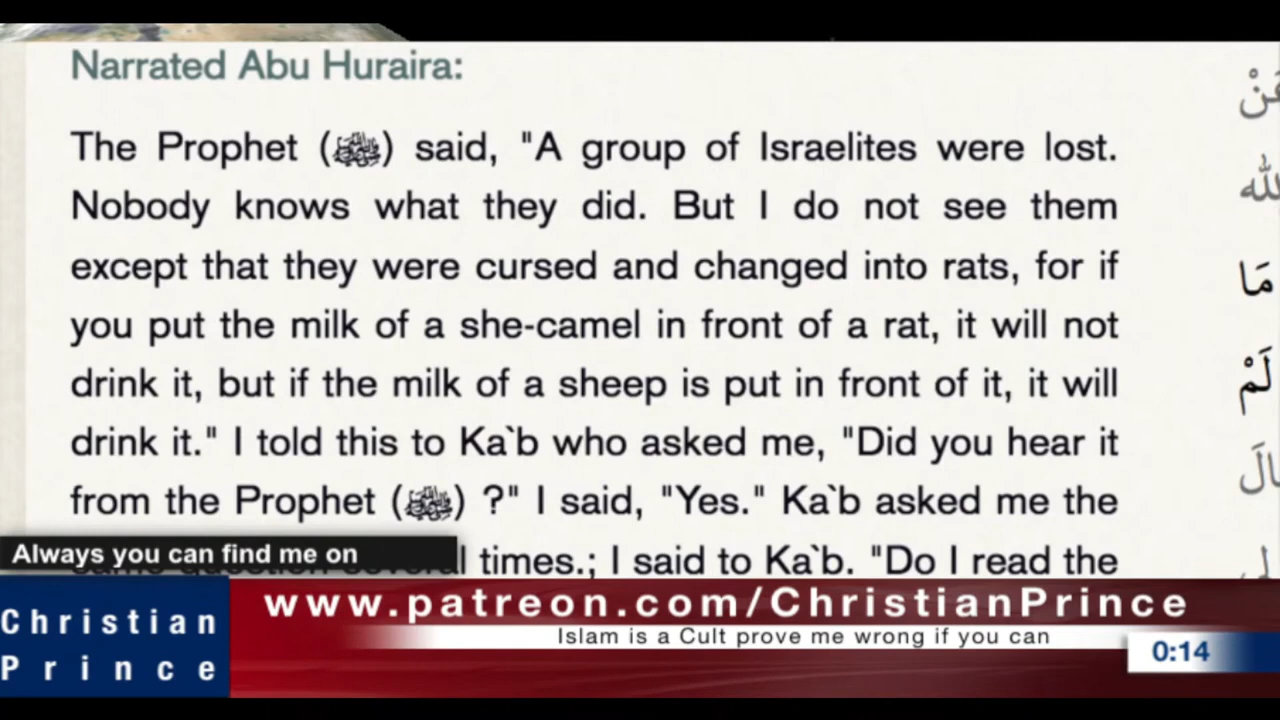 Narrated Abu Huraira:
The Prophet (ﷺ) said, "A group of Israelites were lost.
Nobody knows what they did. But I do not see them
except that they were cursed and changed into rats, for if
you put the milk of a she-camel in front of a rat, it will not
drink it, but if the milk of a sheep is put in front of it, it will
drink it." I told this to Ka`b who asked me, "Did you hear it
from the Prophet (ﷺ) ?" I said, "Yes." Ka`b asked me the
same question several times.; I said to Ka`b. "Do I read the
مَا
لَمْ
Always you can find me on
Christian
Prince
www.patreon.com/ChristianPrince
Islam is a Cult prove me wrong if you can
0:14